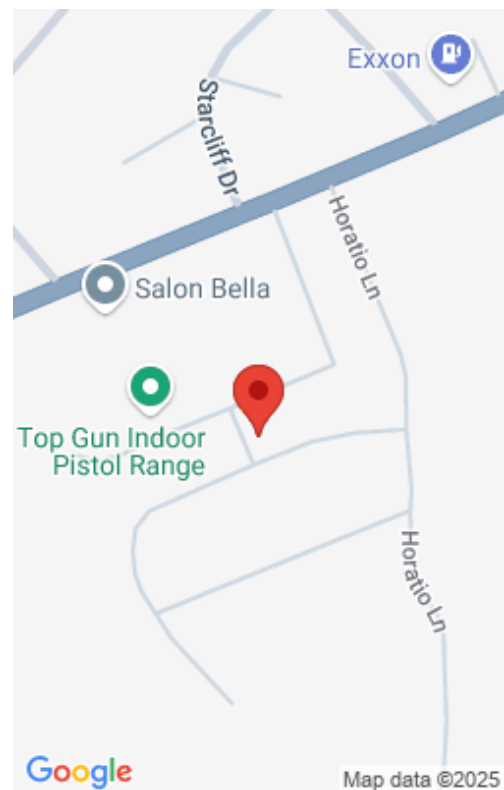 Exxon
Starcliff Dr
Horatio Ln
Salon Bella
Top Gun Indoor
Pistol Range
Horatio Ln
Google
Map data ©2025